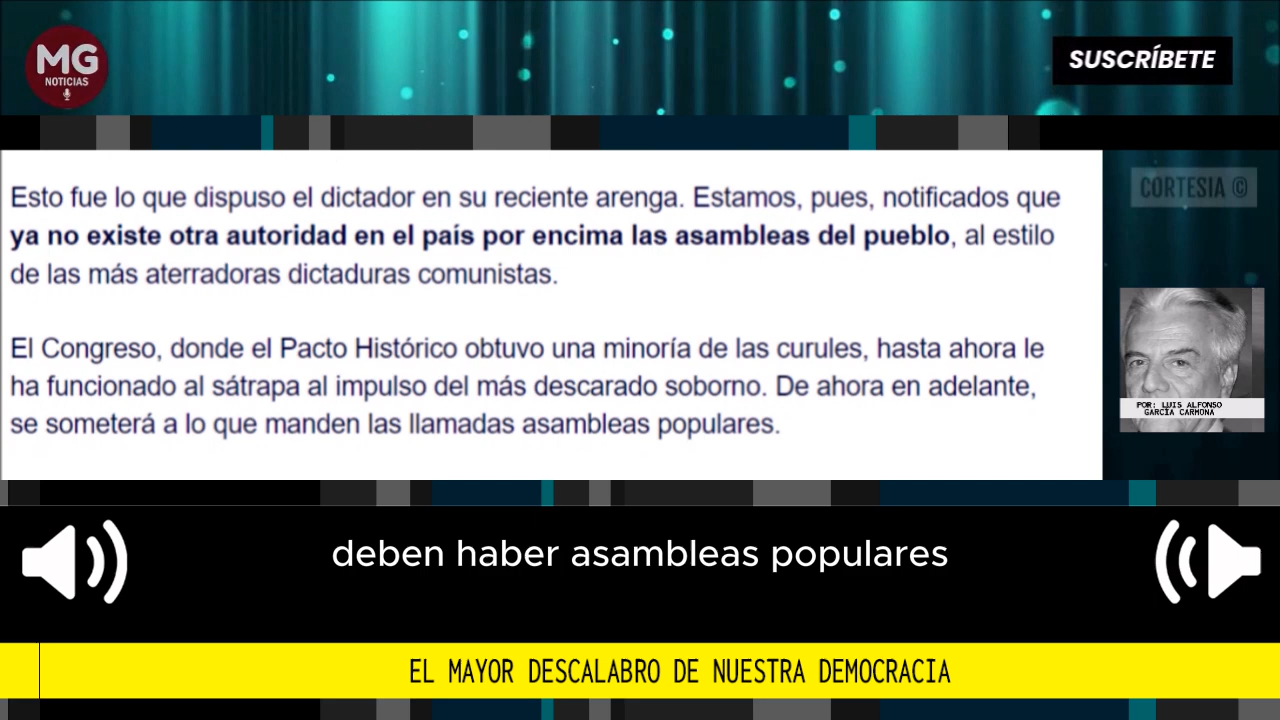 MG
NOTICIAS
SUSCRÍBETE
Esto fue lo que dispuso el dictador en su reciente arenga. Estamos, pues, notificados que
ya no existe otra autoridad en el país por encima las asambleas del pueblo, al estilo
de las más aterradoras dictaduras comunistas.
El Congreso, donde el Pacto Histórico obtuvo una minoría de las curules, hasta ahora le
ha funcionado al sátrapa al impulso del más descarado soborno. De ahora en adelante,
se someterá a lo que manden las llamadas asambleas populares.
CORTESIA ©
POR: LUIS ALFONSO
GARCÍA CARMONA
deben haber asambleas populares
EL MAYOR DESCALABRO DE NUESTRA DEMOCRACIA